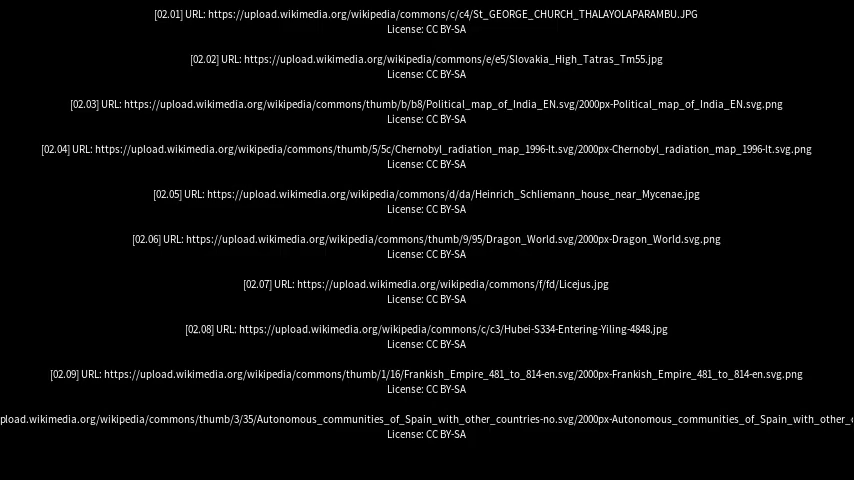 [02.01] URL: https://upload.wikimedia.org/wikipedia/commons/c/c4/St_GEORGE_CHURCH_THALAYOLAPARAMBU.JPG
License: CC BY-SA
[02.02] URL: https://upload.wikimedia.org/wikipedia/commons/e/e5/Slovakia_High_Tatras_Tm55.jpg
License: CC BY-SA
[02.03] URL: https://upload.wikimedia.org/wikipedia/commons/thumb/b/b8/Political_map_of_India_EN.svg/2000px-Political_map_of_India_EN.svg.png
License: CC BY-SA
[02.04] URL: https://upload.wikimedia.org/wikipedia/commons/thumb/5/5c/Chernobyl_radiation_map_1996-lt.svg/2000px-Chernobyl_radiation_map_1996-lt.svg.png
License: CC BY-SA
[02.05] URL: https://upload.wikimedia.org/wikipedia/commons/d/da/Heinrich_Schliemann_house_near_Mycenae.jpg
License: CC BY-SA
[02.06] URL: https://upload.wikimedia.org/wikipedia/commons/thumb/9/95/Dragon_World.svg/2000px-Dragon_World.svg.png
License: CC BY-SA
[02.07] URL: https://upload.wikimedia.org/wikipedia/commons/f/fd/Licejus.jpg
License: CC BY-SA
[02.08] URL: https://upload.wikimedia.org/wikipedia/commons/c/c3/Hubei-S334-Entering-Yiling-4848.jpg
License: CC BY-SA
[02.09] URL: https://upload.wikimedia.org/wikipedia/commons/thumb/1/16/Frankish_Empire_481_to_814-en.svg/2000px-Frankish_Empire_481_to_814-en.svg.png
License: CC BY-SA
pload.wikimedia.org/wikipedia/commons/thumb/3/35/Autonomous_communities_of_Spain_with_other_countries-no.svg/2000px-Autonomous_communities_of_Spain_with_other_
License: CC BY-SA